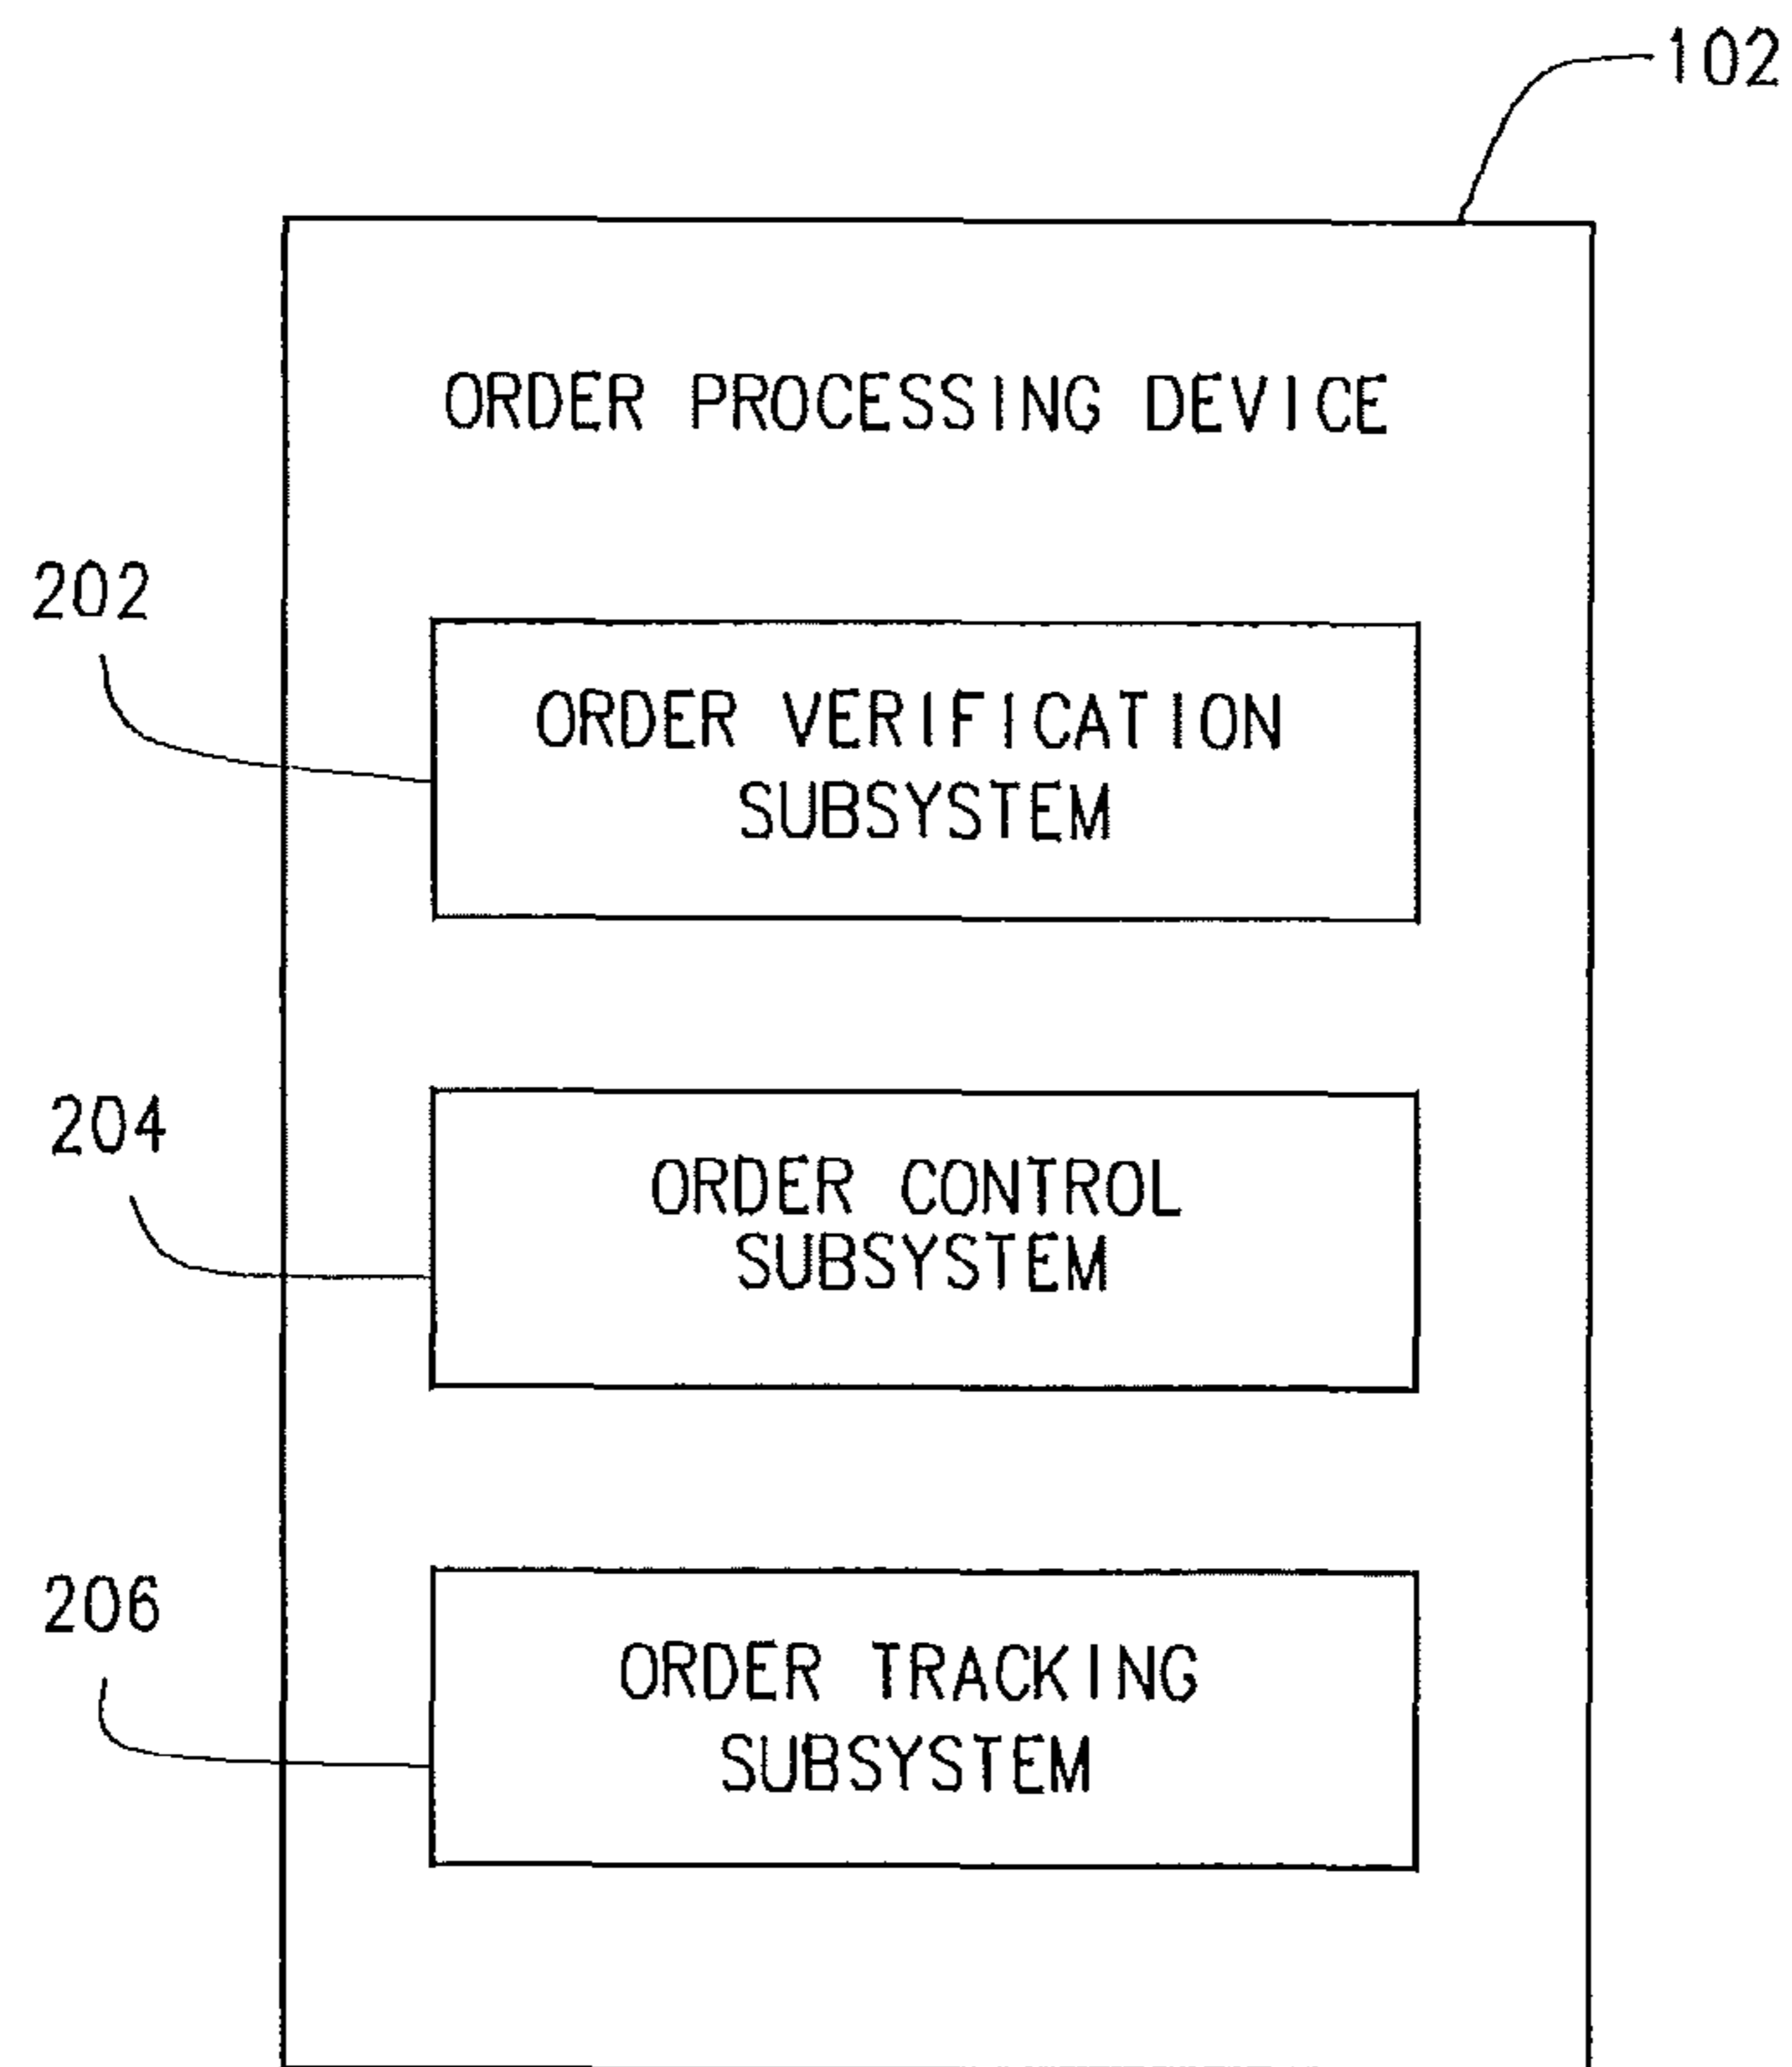 102
ORDER PROCESSING DEVICE
202
ORDER VERIFICATION
SUBSYSTEM
204
ORDER CONTROL
SUBSYSTEM
206
ORDER TRACKING
SUBSYSTEM